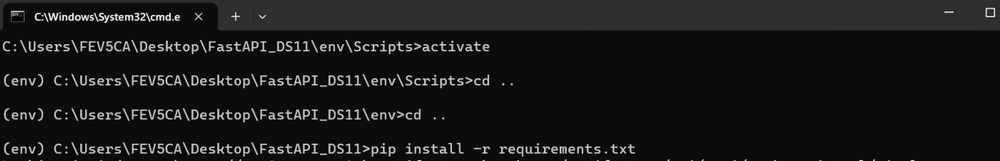 C:\Windows\System32\cmd.e
C:\Users\FEV5CA\Desktop\FastAPI_DS11\env\Scripts>activate
(env) C:\Users\FEV5CA\Desktop\FastAPI_DS11\env\Scripts>cd ..
(env) C:\Users\FEV5CA\Desktop\FastAPI_DS11\env>cd ..
(env) C:\Users\FEV5CA\Desktop\FastAPI_DS11>pip install -r requirements.txt